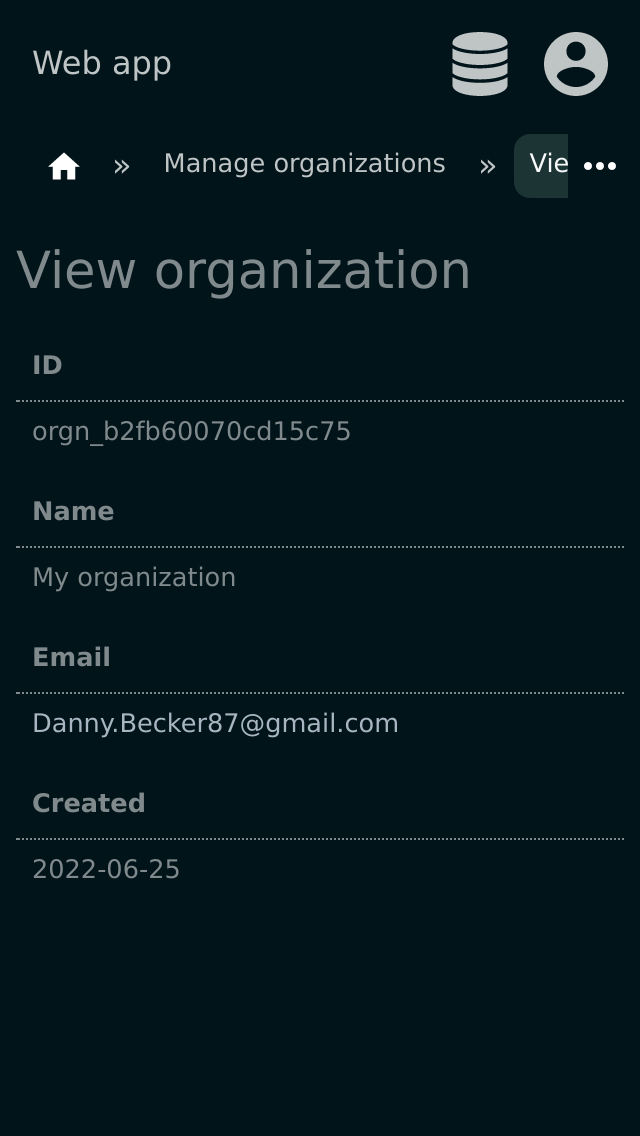 Web app
» Manage organizations » Vie •••
View organization
ID
orgn_b2fb60070cd15c75
Name
My organization
Email
Danny.Becker87@gmail.com
Created
2022-06-25